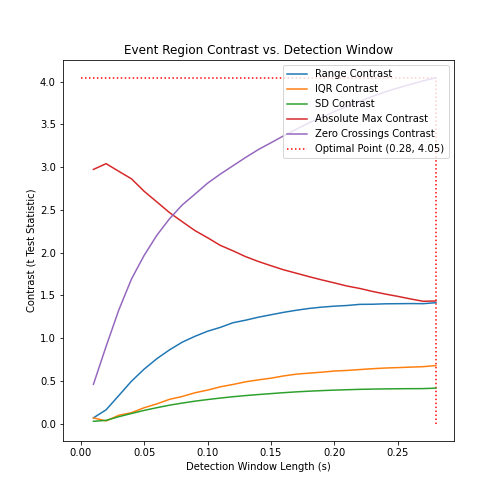 Event Region Contrast vs. Detection Window
Range Contrast
IQR Contrast
SD Contrast
Absolute Max Contrast
Zero Crossings Contrast
Optimal Point (0.28, 4.05)
Contrast (t Test Statistic)
4.0
3.5
3.0
2.5
2.0
1.5
1.0
0.5
0.0
0.00 0.05 0.10 0.15 0.20 0.25
Detection Window Length (s)